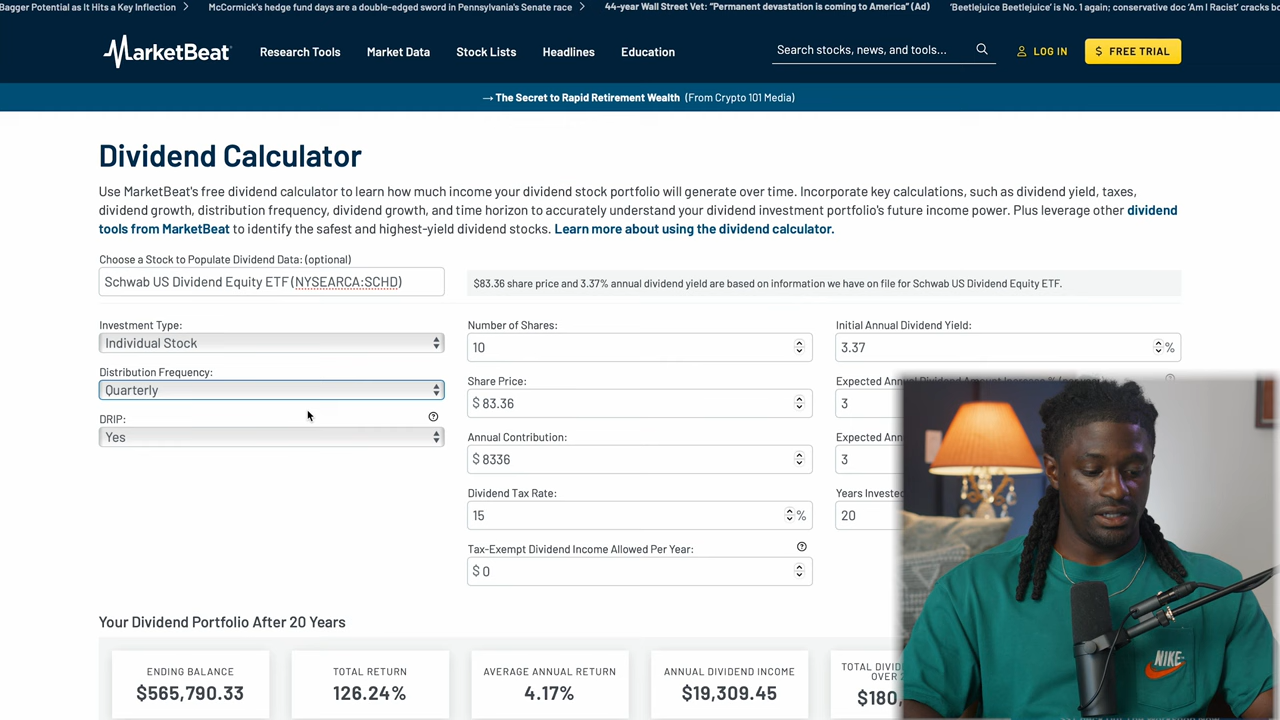 Bagger Potential as It Hits a Key Inflection > McCormick's hedge fund days are a double-edged sword in Pennsylvania's Senate race > 44-year Wall Street Vet: "Permanent devastation is coming to America" (Ad) 'Beetlejuice Beetlejuice' is No. 1 again; conservative doc 'Am I Racist' cracks
MarketBeat Research Tools Market Data Stock Lists Headlines Education Search stocks, news, and tools... LOG IN $ FREE TRIAL
→ The Secret to Rapid Retirement Wealth (From Crypto 101 Media)
Dividend Calculator
Use MarketBeat's free dividend calculator to learn how much income your dividend stock portfolio will generate over time. Incorporate key calculations, such as dividend yield, taxes,
dividend growth, distribution frequency, dividend growth, and time horizon to accurately understand your dividend investment portfolio's future income power. Plus leverage other dividend
tools from MarketBeat to identify the safest and highest-yield dividend stocks. Learn more about using the dividend calculator.
Choose a Stock to Populate Dividend Data: (optional)
Schwab US Dividend Equity ETF (NYSEARCA:SCHD)
$83.36 share price and 3.37% annual dividend yield are based on information we have on file for Schwab US Dividend Equity ETF.
Investment Type:
Individual Stock
Distribution Frequency:
Quarterly
DRIP: ?
Yes
Number of Shares:
10
Share Price:
$ 83.36
Annual Contribution:
$ 8336
Dividend Tax Rate:
15 %
Tax-Exempt Dividend Income Allowed Per Year: ?
$ 0
Initial Annual Dividend Yield:
3.37 %
Expected Annual Dividend Amount Increase %
3
Expected Ann
3
Years Invested
20
Your Dividend Portfolio After 20 Years
ENDING BALANCE
$565,790.33
TOTAL RETURN
126.24%
AVERAGE ANNUAL RETURN
4.17%
ANNUAL DIVIDEND INCOME
$19,309.45
TOTAL DIVID
OVER
$180,
NIKE